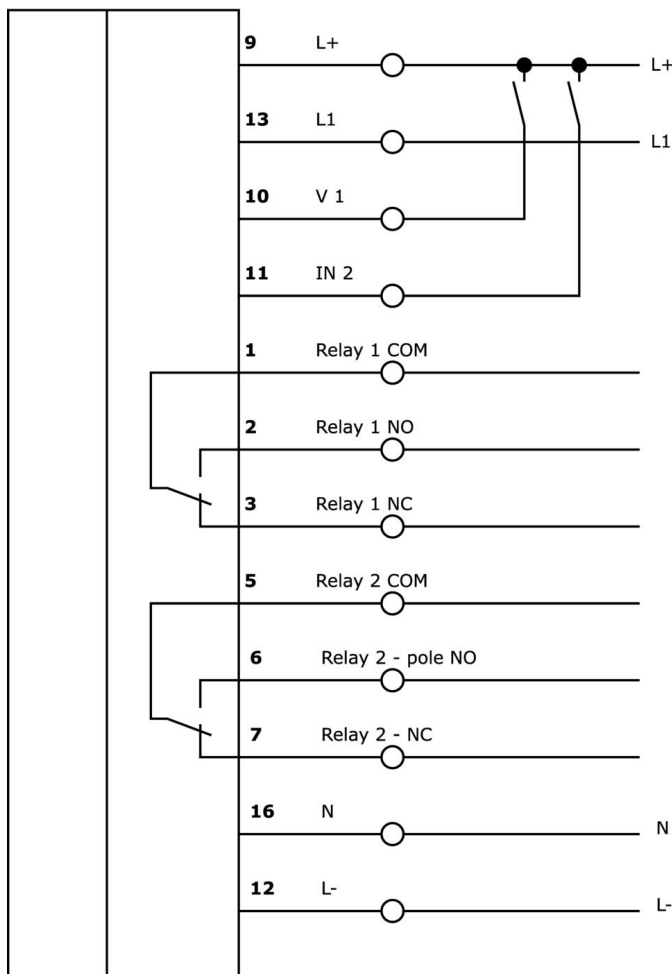 9 L+
L+
13 L1
L1
10 V 1
11 IN 2
1 Relay 1 COM
2 Relay 1 NO
3 Relay 1 NC
5 Relay 2 COM
6 Relay 2 - pole NO
7 Relay 2 - NC
16 N
N
12 L-
L-